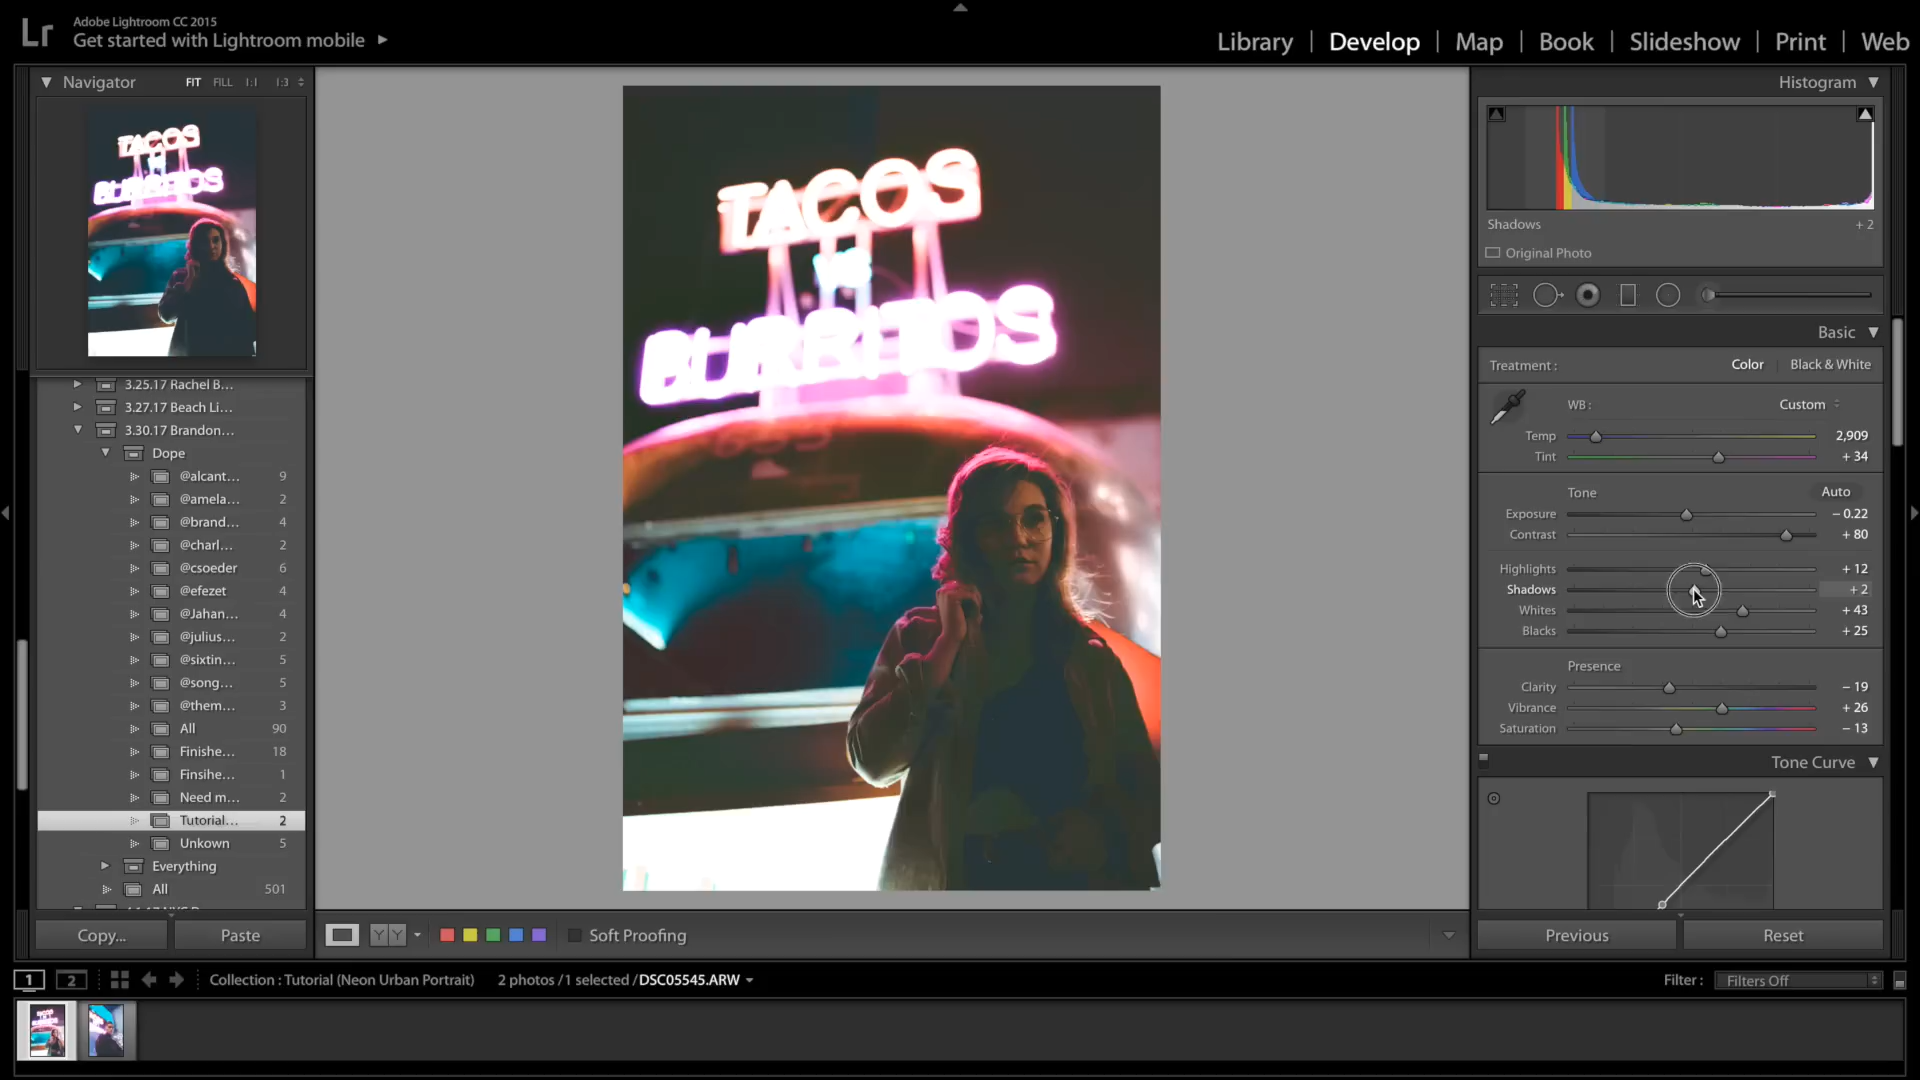 Lr
Adobe Lightroom CC 2015
Get started with Lightroom mobile
Library | Develop | Map | Book | Slideshow | Print | Web
Navigator FIT FILL 1:1 1:3
3.25.17 Rachel B...
3.27.17 Beach Li...
3.30.17 Brandon...
Dope
@alcant... 9
@amela... 2
@brand... 4
@charl... 2
@csoeder 6
@efezet 4
@Jahan... 4
@julius... 2
@sixtin... 5
@song... 5
@them... 3
All 90
Finishe... 18
Finsihe... 1
Need m... 2
Tutorial... 2
Unkown 5
Everything
All 501
Copy... Paste
TACOS
VS
BURRITOS
Soft Proofing
Histogram
Shadows + 2
Original Photo
Basic
Treatment : Color | Black & White
WB : Custom
Temp 2,909
Tint + 34
Tone Auto
Exposure − 0.22
Contrast + 80
Highlights + 12
Shadows + 2
Whites + 43
Blacks + 25
Presence
Clarity − 19
Vibrance + 26
Saturation − 13
Tone Curve
Previous Reset
1 2 Collection : Tutorial (Neon Urban Portrait) 2 photos / 1 selected / DSC05545.ARW
Filter : Filters Off